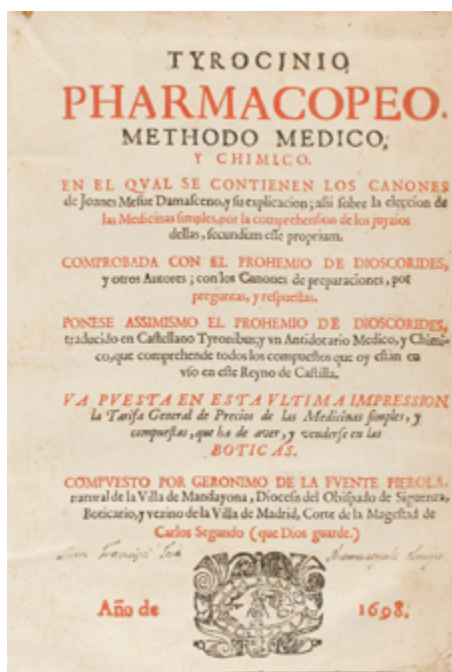 TYROCINIO
PHARMACOPEO.
METHODO MEDICO,
Y CHIMICO.
EN EL QVAL SE CONTIENEN LOS CANONES
de Joanes Mesue Damasceno, y su explicacion; assi sobre la eleccion de
las Medicinas simples, por la comprehension de los juyzios
dellas, secundum esse proprium.
COMPROBADA CON EL PROHEMIO DE DIOSCORIDES,
y otros Autores; con los Canones de preparaciones, por
preguntas, y respuestas.
PONESE ASSIMISMO EL PROHEMIO DE DIOSCORIDES,
traducido en Castellano Tyronibus; y vn Antidotario Medico, y Chimi-
co, que comprehende todos los compuestos que oy estàn en
vso en este Reyno de Castilla.
VA PVESTA EN ESTA VLTIMA IMPRESSION
la Tarifa General de Precios de las Medicinas simples, y
compuestas, que ha de aver, y venderse en las
BOTICAS.
COMPVESTO POR GERONIMO DE LA FVENTE PIEROLA,
natural de la Villa de Mandayona, Diocesis del Obispado de Siguenza,
Boticario, y vezino de la Villa de Madrid, Corte de la Magestad de
Carlos Segundo (que Dios guarde.)
Año de 1698.